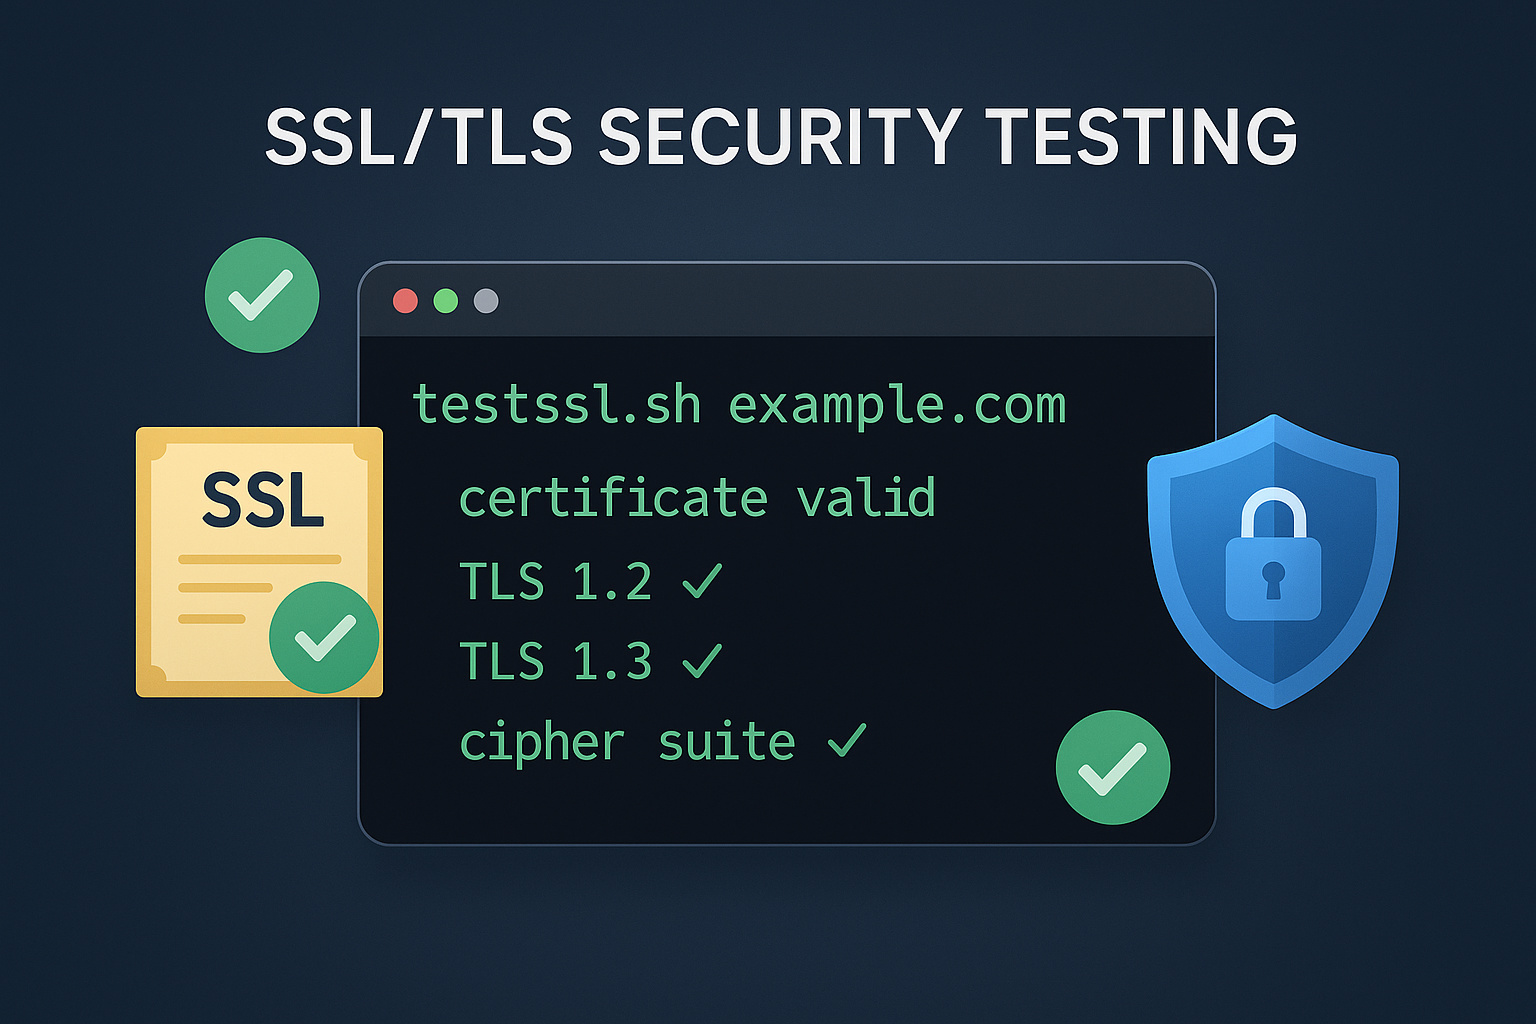 SSL/TLS SECURITY TESTING
testssl.sh example.com
SSL
certificate valid
TLS 1.2 ✓
TLS 1.3 ✓
cipher suite ✓